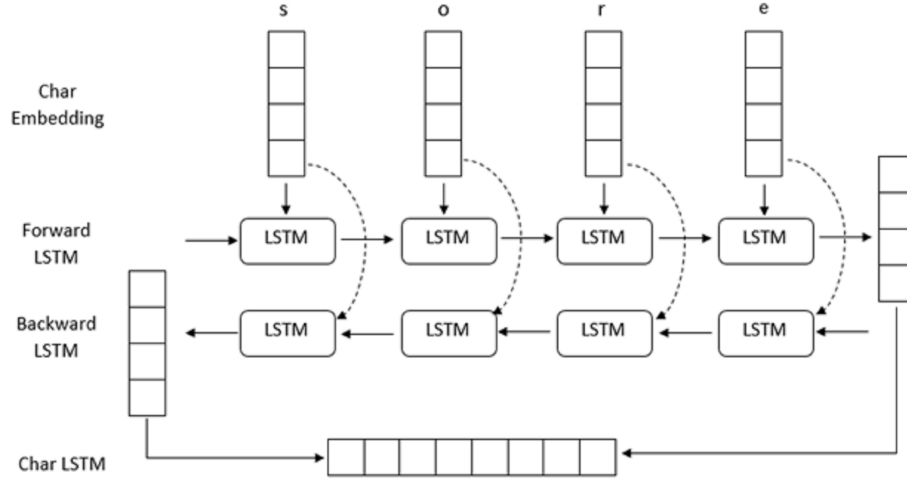 s o r e
Char
Embedding
Forward
LSTM
LSTM LSTM LSTM LSTM
Backward
LSTM
LSTM LSTM LSTM LSTM
Char LSTM